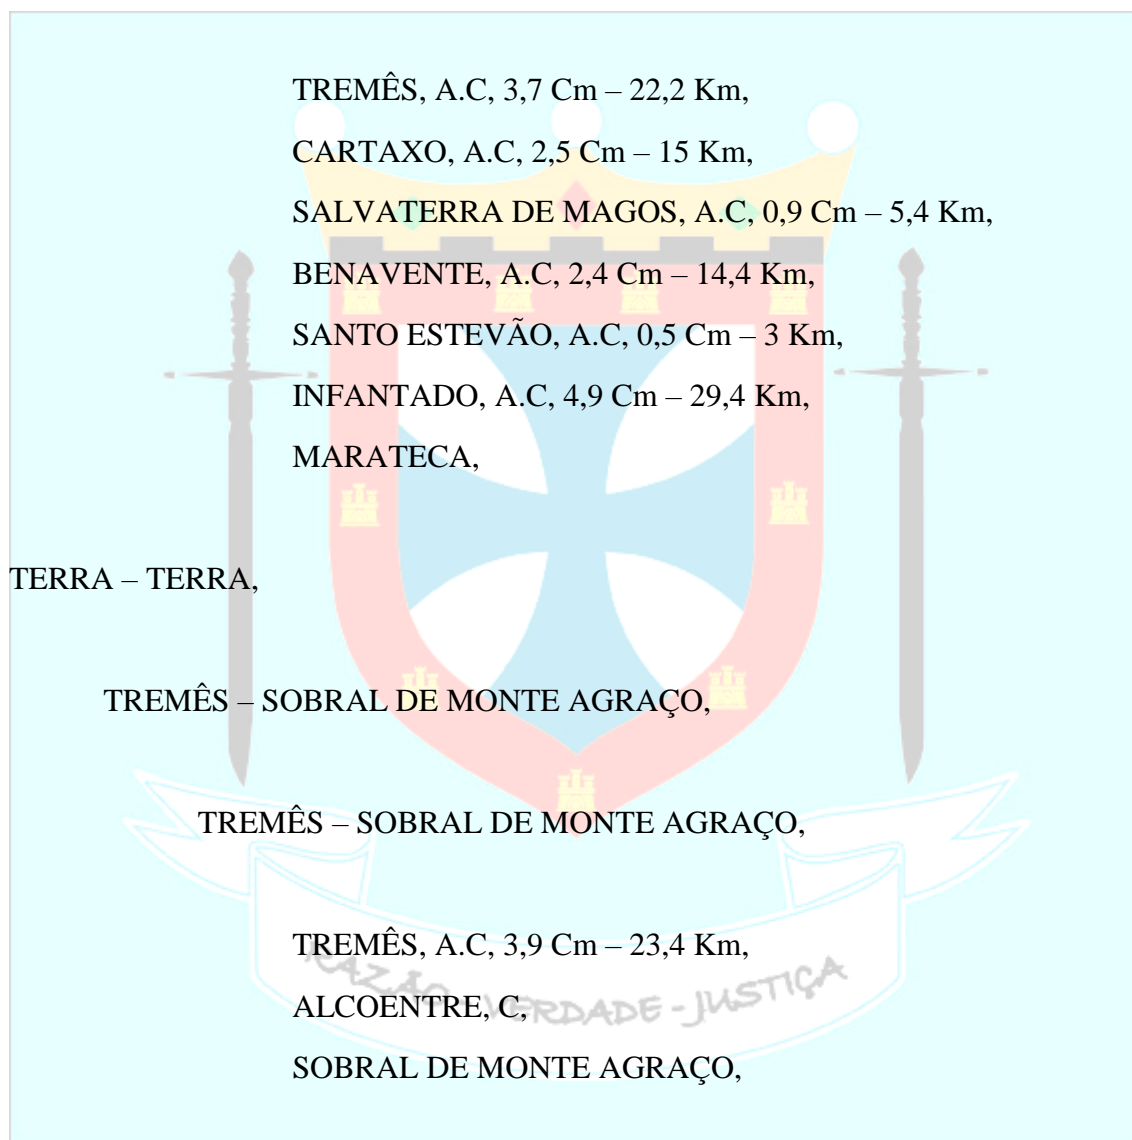 TREMÊS, A.C, 3,7 Cm – 22,2 Km,
CARTAXO, A.C, 2,5 Cm – 15 Km,
SALVATERRA DE MAGOS, A.C, 0,9 Cm – 5,4 Km,
BENAVENTE, A.C, 2,4 Cm – 14,4 Km,
SANTO ESTEVÃO, A.C, 0,5 Cm – 3 Km,
INFANTADO, A.C, 4,9 Cm – 29,4 Km,
MARATECA,
TERRA – TERRA,
TREMÊS – SOBRAL DE MONTE AGRAÇO,
TREMÊS – SOBRAL DE MONTE AGRAÇO,
TREMÊS, A.C, 3,9 Cm – 23,4 Km,
RAZÃO - VERDADE - JUSTIÇA
ALCOENTRE, C,
SOBRAL DE MONTE AGRAÇO,